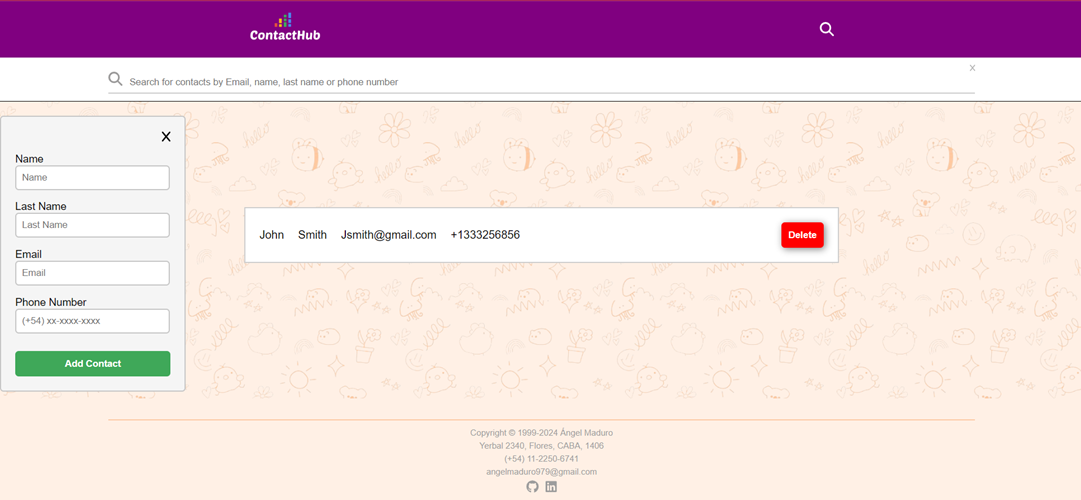 ContactHub
X
Search for contacts by Email, name, last name or phone number
X
Name
Name
Last Name
Last Name
Email
Email
Phone Number
(+54) xx-xxxx-xxxx
Add Contact
John Smith Jsmith@gmail.com +1333256856
Delete
hello
Copyright © 1999-2024 Ángel Maduro
Yerbal 2340, Flores, CABA, 1406
(+54) 11-2250-6741
angelmaduro979@gmail.com